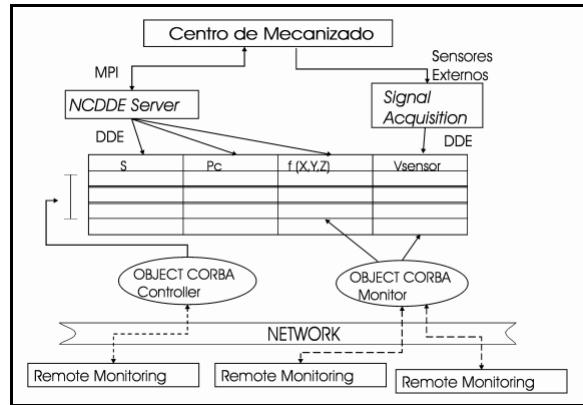 Centro de Mecanizado
MPI
Sensores
Externos
NCDDE Server
Signal
Acquisition
DDE
DDE
S
Pc
f (X,Y,Z)
Vsensor
OBJECT CORBA
Controller
OBJECT CORBA
Monitor
NETWORK
Remote Monitoring
Remote Monitoring
Remote Monitoring